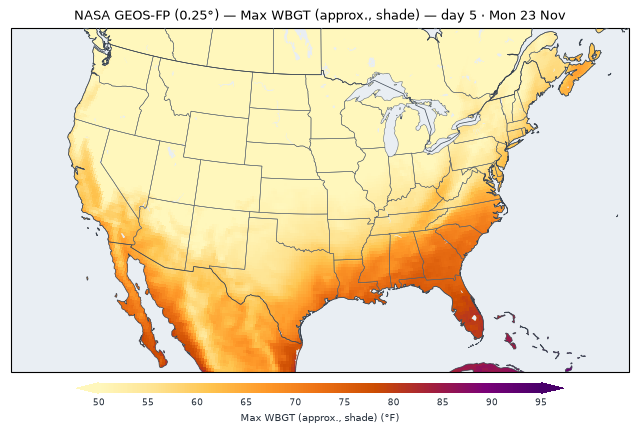 NASA GEOS-FP (0.25°) — Max WBGT (approx., shade) — day 5 · Mon 23 Nov
50 55 60 65 70 75 80 85 90 95
Max WBGT (approx., shade) (°F)